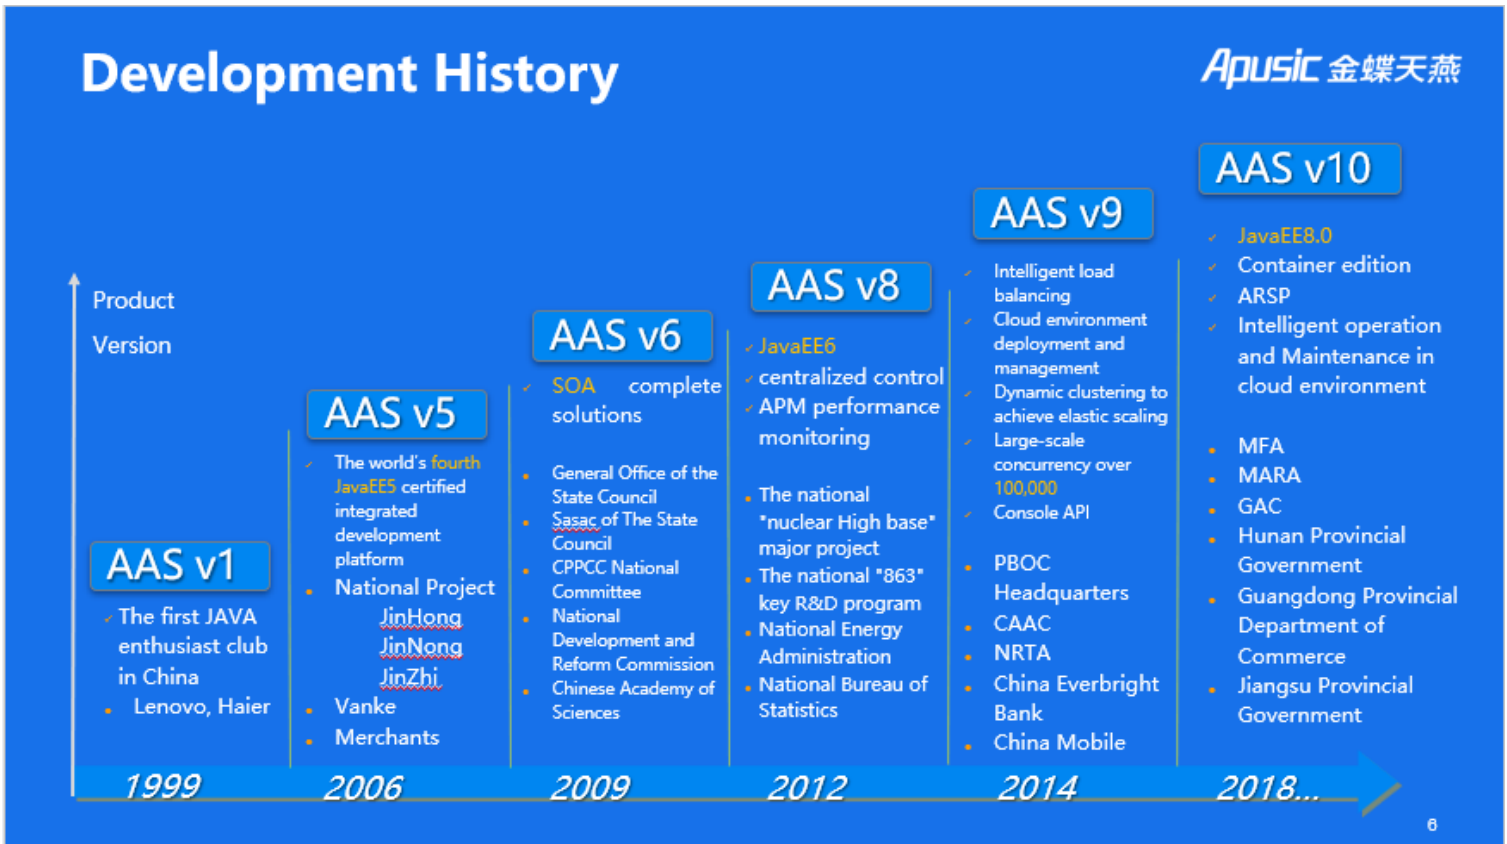 Development History
Apusic 金蝶天燕
Product
Version
AAS v1
The first JAVA
enthusiast club
in China
Lenovo, Haier
1999
AAS v5
The world's fourth
JavaEE5 certified
integrated
development
platform
National Project
JinHong
JinNong
JinZhi
Vanke
Merchants
2006
AAS v6
SOA complete
solutions
General Office of the
State Council
Sasac of The State
Council
CPPCC National
Committee
National
Development and
Reform Commission
Chinese Academy of
Sciences
2009
AAS v8
JavaEE6
centralized control
APM performance
monitoring
The national
"nuclear High base"
major project
The national "863"
key R&D program
National Energy
Administration
National Bureau of
Statistics
2012
AAS v9
Intelligent load
balancing
Cloud environment
deployment and
management
Dynamic clustering to
achieve elastic scaling
Large-scale
concurrency over
100,000
Console API
PBOC
Headquarters
CAAC
NRTA
China Everbright
Bank
China Mobile
2014
AAS v10
JavaEE8.0
Container edition
ARSP
Intelligent operation
and Maintenance in
cloud environment
MFA
MARA
GAC
Hunan Provincial
Government
Guangdong Provincial
Department of
Commerce
Jiangsu Provincial
Government
2018...
6